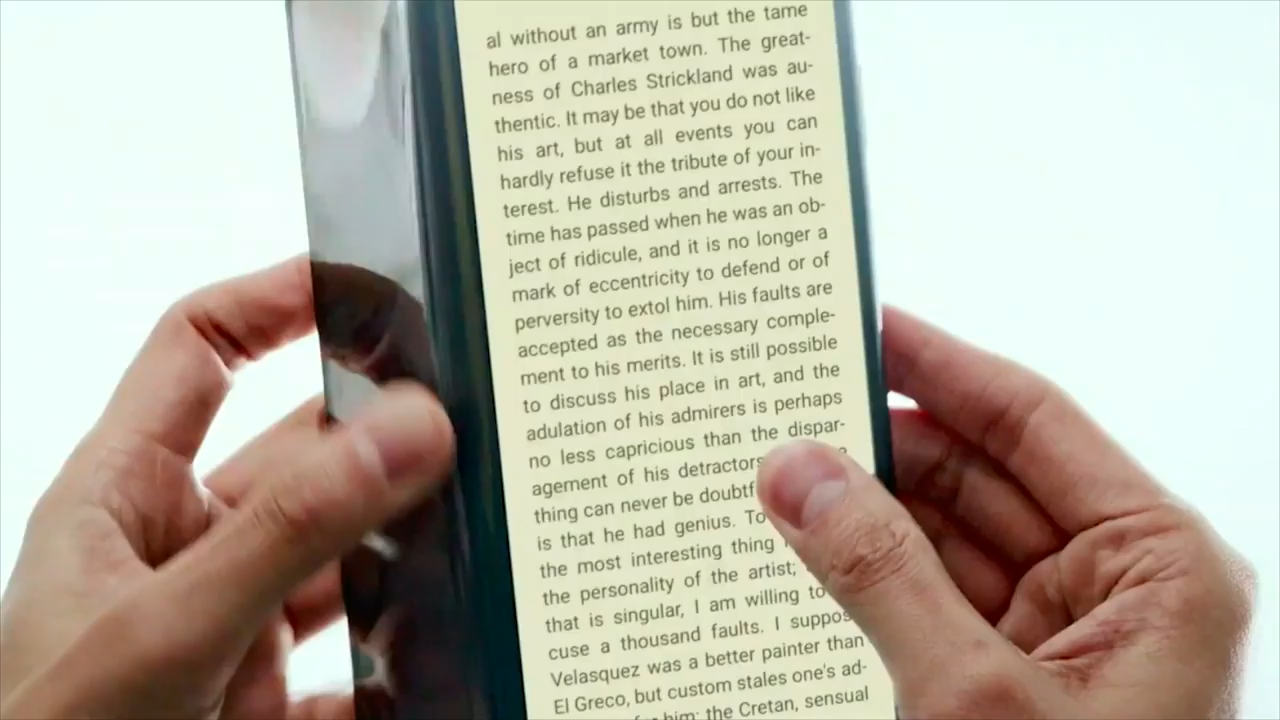 al without an army is but the tame
hero of a market town. The great-
ness of Charles Strickland was au-
thentic. It may be that you do not like
his art, but at all events you can
hardly refuse it the tribute of your in-
terest. He disturbs and arrests. The
time has passed when he was an ob-
ject of ridicule, and it is no longer a
mark of eccentricity to defend or of
perversity to extol him. His faults are
accepted as the necessary comple-
ment to his merits. It is still possible
to discuss his place in art, and the
adulation of his admirers is perhaps
no less capricious than the dispar-
agement of his detractors
thing can never be doubtf
is that he had genius. To
the most interesting thing
the personality of the artist;
that is singular, I am willing to
cuse a thousand faults. I suppos
Velasquez was a better painter than
El Greco, but custom stales one's ad-
him: the Cretan, sensual